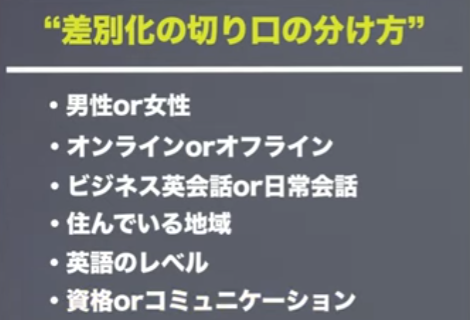 “差別化の切り口の分け方”
・男性or女性
・オンラインorオフライン
・ビジネス英会話or日常会話
・住んでいる地域
・英語のレベル
・資格orコミュニケーション